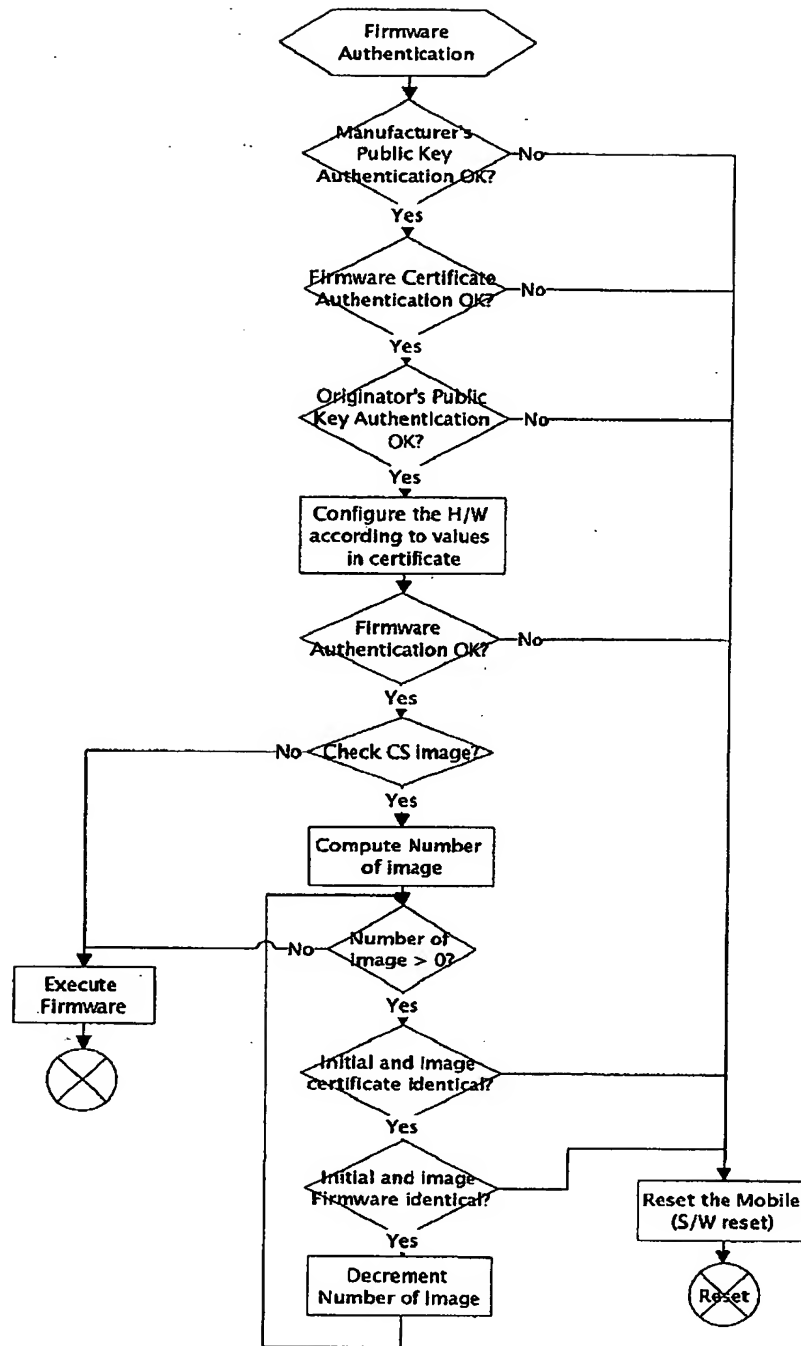 Firmware
Authentication
Manufacturer's
Public Key
Authentication OK?
No
Yes
Firmware Certificate
Authentication OK?
No
Yes
Originator's Public
Key Authentication
OK?
No
Yes
Configure the H/W
according to values
in certificate
Firmware
Authentication OK?
No
Yes
No
Check CS image?
Yes
Compute Number
of image
No
Number of
image > 0?
Execute
Firmware
Yes
Initial and image
certificate identical?
Yes
Initial and image
Firmware identical?
Reset the Mobile
(S/W reset)
Yes
Decrement
Number of Image
Reset